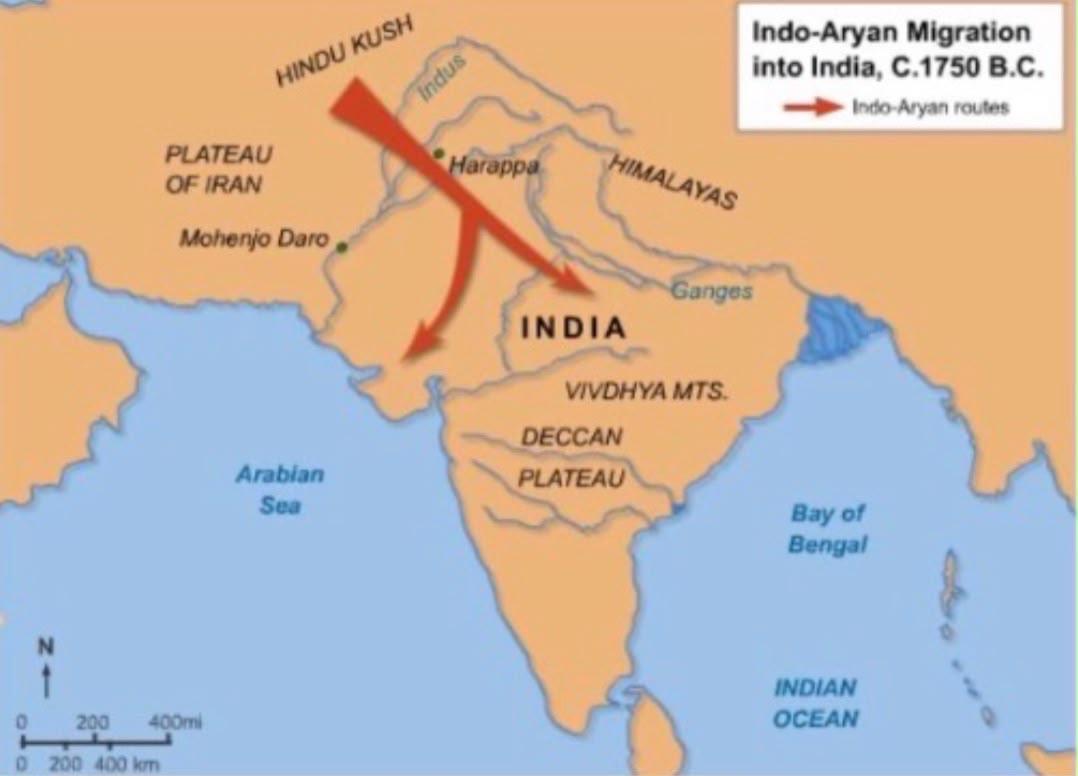 Indo-Aryan Migration
into India, C.1750 B.C.
Indo-Aryan routes
HINDU KUSH
Indus
PLATEAU
OF IRAN
Harappa
HIMALAYAS
Mohenjo Daro
Ganges
INDIA
VIVDHYA MTS.
DECCAN
PLATEAU
Arabian
Sea
Bay of
Bengal
INDIAN
OCEAN
N
0 200 400mi
0 200 400 km